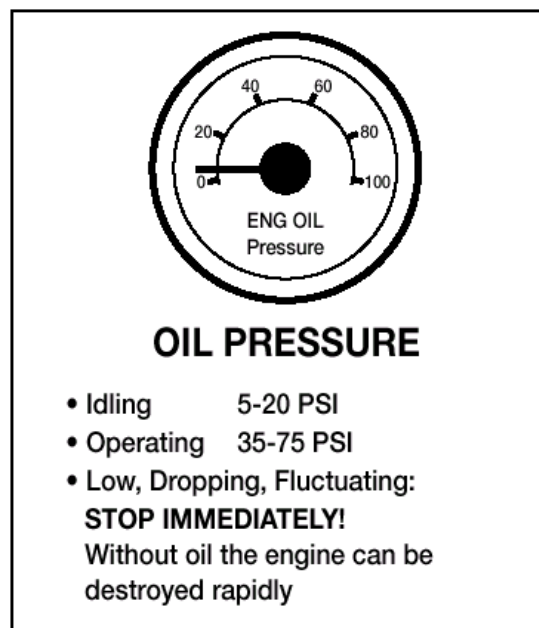 40 60
20 80
0 100
ENG OIL
Pressure
OIL PRESSURE
• Idling 5-20 PSI
• Operating 35-75 PSI
• Low, Dropping, Fluctuating:
STOP IMMEDIATELY!
Without oil the engine can be
destroyed rapidly